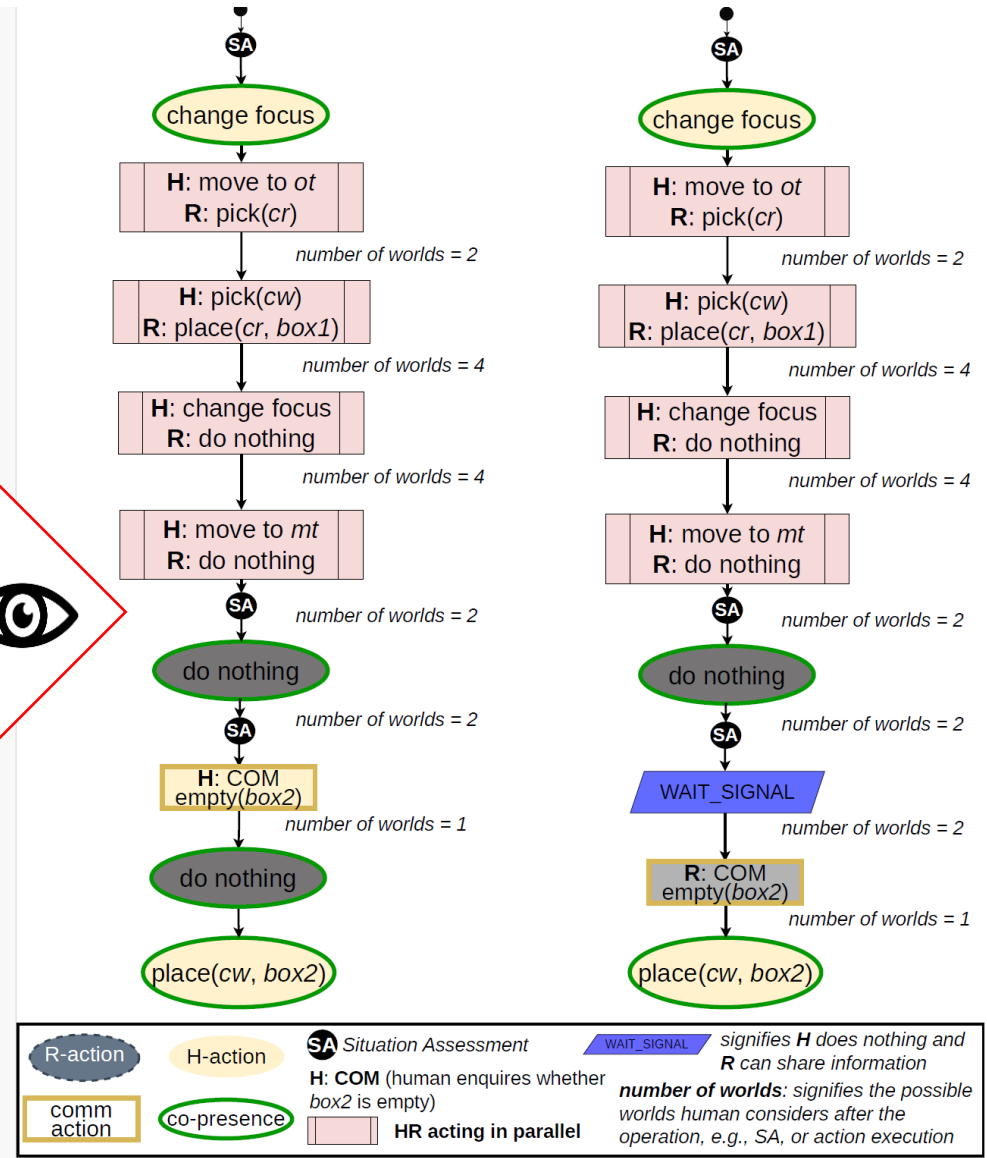 SA
change focus
H: move to ot
R: pick(cr)
number of worlds = 2
H: pick(cw)
R: place(cr, box1)
number of worlds = 4
H: change focus
R: do nothing
number of worlds = 4
H: move to mt
R: do nothing
SA
number of worlds = 2
do nothing
number of worlds = 2
SA
H: COM
empty(box2)
number of worlds = 1
do nothing
place(cw, box2)
SA
change focus
H: move to ot
R: pick(cr)
number of worlds = 2
H: pick(cw)
R: place(cr, box1)
number of worlds = 4
H: change focus
R: do nothing
number of worlds = 4
H: move to mt
R: do nothing
SA
number of worlds = 2
do nothing
number of worlds = 2
SA
WAIT_SIGNAL
number of worlds = 2
R: COM
empty(box2)
number of worlds = 1
place(cw, box2)
R-action
H-action
comm
action
co-presence
SA Situation Assessment
H: COM (human enquires whether
box2 is empty)
HR acting in parallel
WAIT_SIGNAL
signifies H does nothing and
R can share information
number of worlds: signifies the possible
worlds human considers after the
operation, e.g., SA, or action execution